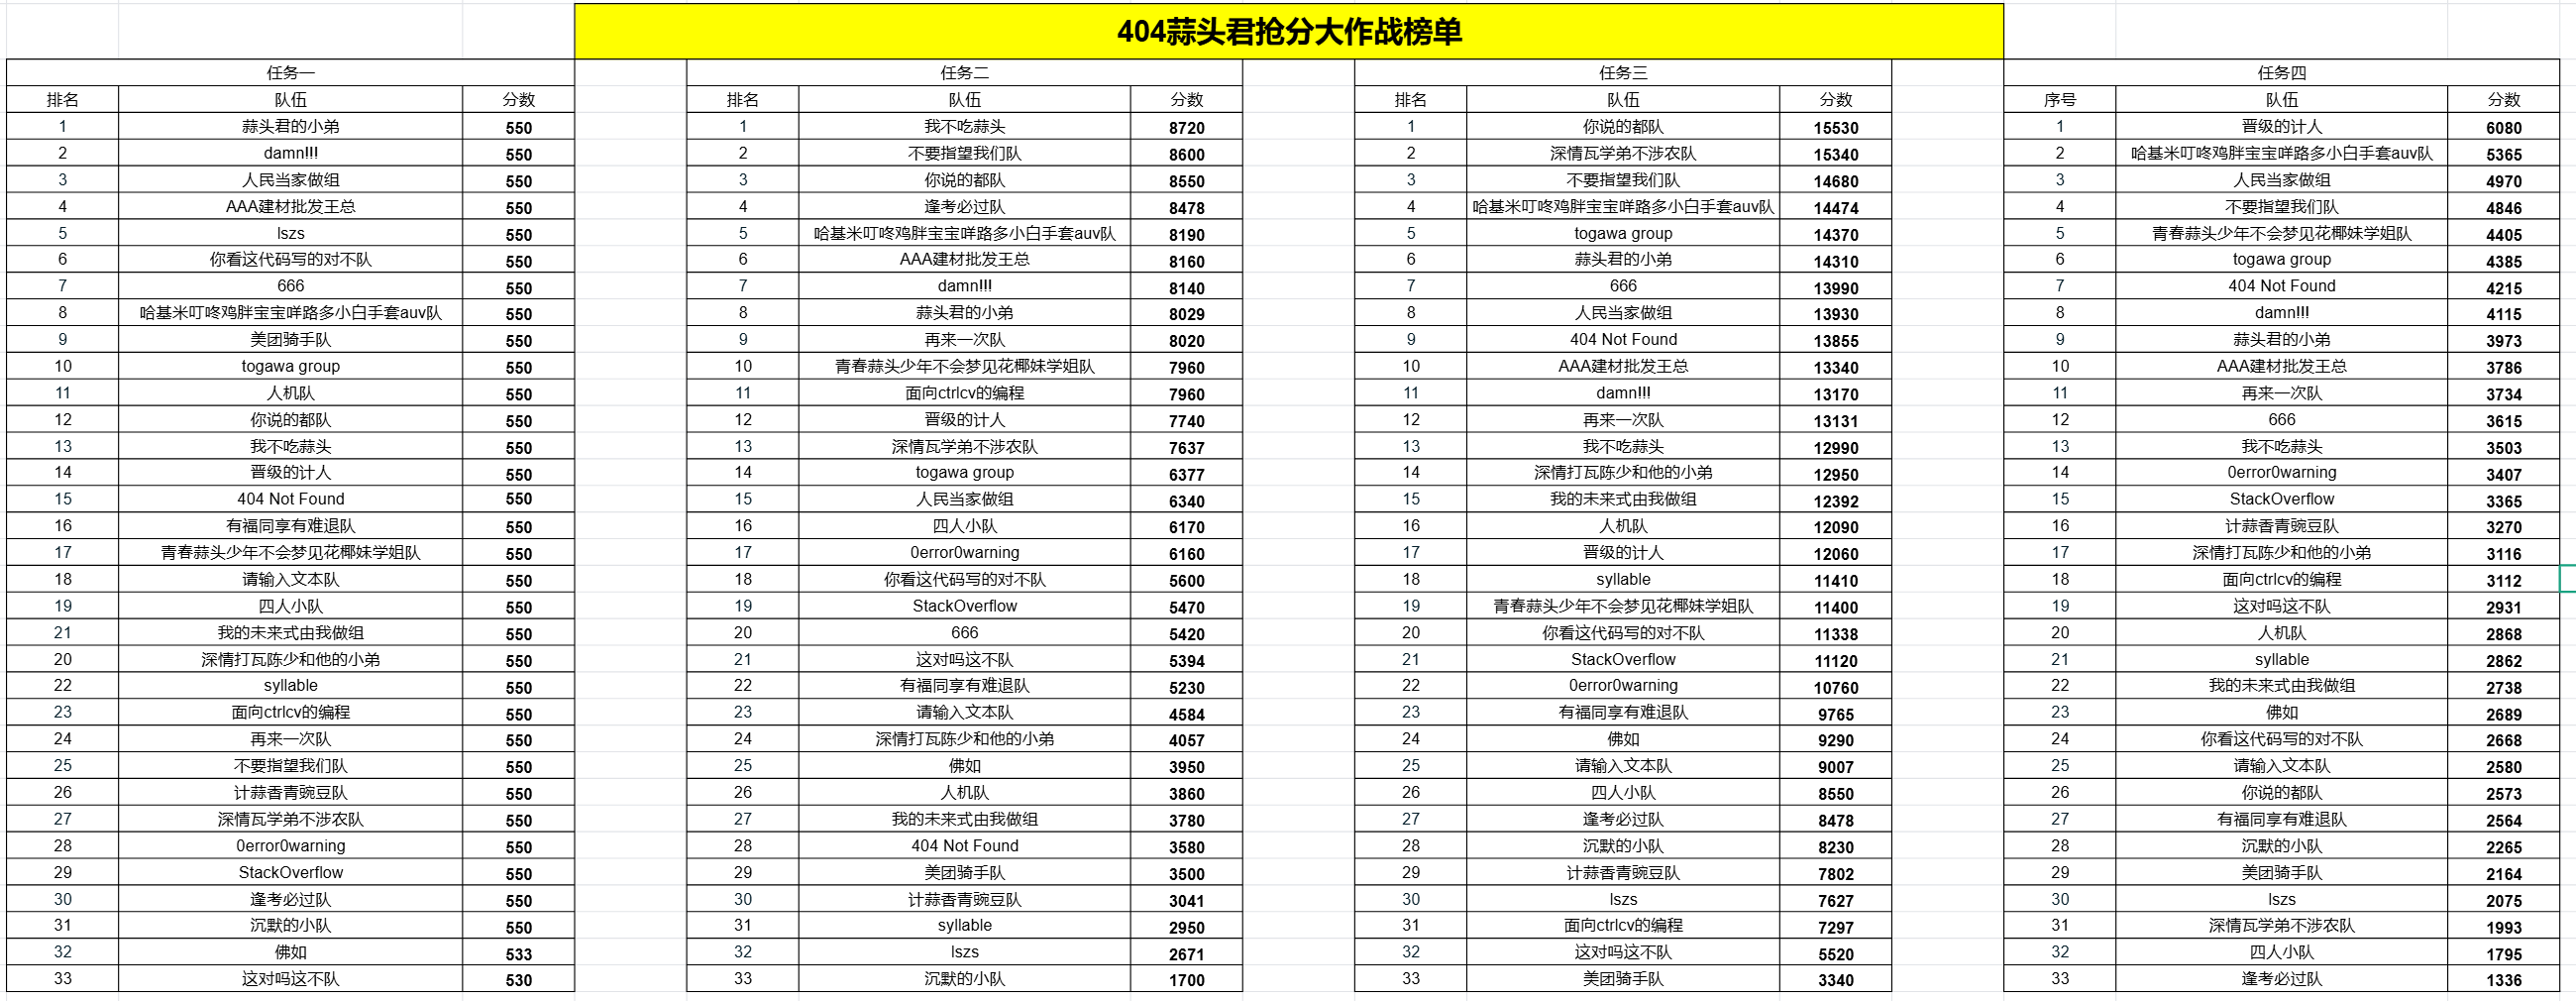 404蒜头君抢分大作战榜单
任务一 任务二 任务三 任务四
排名 队伍 分数 排名 队伍 分数 排名 队伍 分数 序号 队伍 分数
1 蒜头君的小弟 550 1 我不吃蒜头 8720 1 你说的都队 15530 1 晋级的计人 6080
2 damn!!! 550 2 不要指望我们队 8600 2 深情瓦学弟不涉农队 15340 2 哈基米叮咚鸡胖宝宝咩路多小白手套auv队 5365
3 人民当家做组 550 3 你说的都队 8550 3 不要指望我们队 14680 3 人民当家做组 4970
4 AAA建材批发王总 550 4 逢考必过队 8478 4 哈基米叮咚鸡胖宝宝咩路多小白手套auv队 14474 4 不要指望我们队 4846
5 lszs 550 5 哈基米叮咚鸡胖宝宝咩路多小白手套auv队 8190 5 togawa group 14370 5 青春蒜头少年不会梦见花椰妹学姐队 4405
6 你看这代码写的对不队 550 6 AAA建材批发王总 8160 6 蒜头君的小弟 14310 6 togawa group 4385
7 666 550 7 damn!!! 8140 7 666 13990 7 404 Not Found 4215
8 哈基米叮咚鸡胖宝宝咩路多小白手套auv队 550 8 蒜头君的小弟 8029 8 人民当家做组 13930 8 damn!!! 4115
9 美团骑手队 550 9 再来一次队 8020 9 404 Not Found 13855 9 蒜头君的小弟 3973
10 togawa group 550 10 青春蒜头少年不会梦见花椰妹学姐队 7960 10 AAA建材批发王总 13340 10 AAA建材批发王总 3786
11 人机队 550 11 面向ctrlcv的编程 7960 11 damn!!! 13170 11 再来一次队 3734
12 你说的都队 550 12 晋级的计人 7740 12 再来一次队 13131 12 666 3615
13 我不吃蒜头 550 13 深情瓦学弟不涉农队 7637 13 我不吃蒜头 12990 13 我不吃蒜头 3503
14 晋级的计人 550 14 togawa group 6377 14 深情打瓦陈少和他的小弟 12950 14 0error0warning 3407
15 404 Not Found 550 15 人民当家做组 6340 15 我的未来式由我做组 12392 15 StackOverflow 3365
16 有福同享有难退队 550 16 四人小队 6170 16 人机队 12090 16 计蒜香青豌豆队 3270
17 青春蒜头少年不会梦见花椰妹学姐队 550 17 0error0warning 6160 17 晋级的计人 12060 17 深情打瓦陈少和他的小弟 3116
18 请输入文本队 550 18 你看这代码写的对不队 5600 18 syllable 11410 18 面向ctrlcv的编程 3112
19 四人小队 550 19 StackOverflow 5470 19 青春蒜头少年不会梦见花椰妹学姐队 11400 19 这对吗这不队 2931
21 我的未来式由我做组 550 20 666 5420 20 你看这代码写的对不队 11338 20 人机队 2868
20 深情打瓦陈少和他的小弟 550 21 这对吗这不队 5394 21 StackOverflow 11120 21 syllable 2862
22 syllable 550 22 有福同享有难退队 5230 22 0error0warning 10760 22 我的未来式由我做组 2738
23 面向ctrlcv的编程 550 23 请输入文本队 4584 23 有福同享有难退队 9765 23 佛如 2689
24 再来一次队 550 24 深情打瓦陈少和他的小弟 4057 24 佛如 9290 24 你看这代码写的对不队 2668
25 不要指望我们队 550 25 佛如 3950 25 请输入文本队 9007 25 请输入文本队 2580
26 计蒜香青豌豆队 550 26 人机队 3860 26 四人小队 8550 26 你说的都队 2573
27 深情瓦学弟不涉农队 550 27 我的未来式由我做组 3780 27 逢考必过队 8478 27 有福同享有难退队 2564
28 0error0warning 550 28 404 Not Found 3580 28 沉默的小队 8230 28 沉默的小队 2265
29 StackOverflow 550 29 美团骑手队 3500 29 计蒜香青豌豆队 7802 29 美团骑手队 2164
30 逢考必过队 550 30 计蒜香青豌豆队 3041 30 lszs 7627 30 lszs 2075
31 沉默的小队 550 31 syllable 2950 31 面向ctrlcv的编程 7297 31 深情瓦学弟不涉农队 1993
32 佛如 533 32 lszs 2671 32 这对吗这不队 5520 32 四人小队 1795
33 这对吗这不队 530 33 沉默的小队 1700 33 美团骑手队 3340 33 逢考必过队 1336